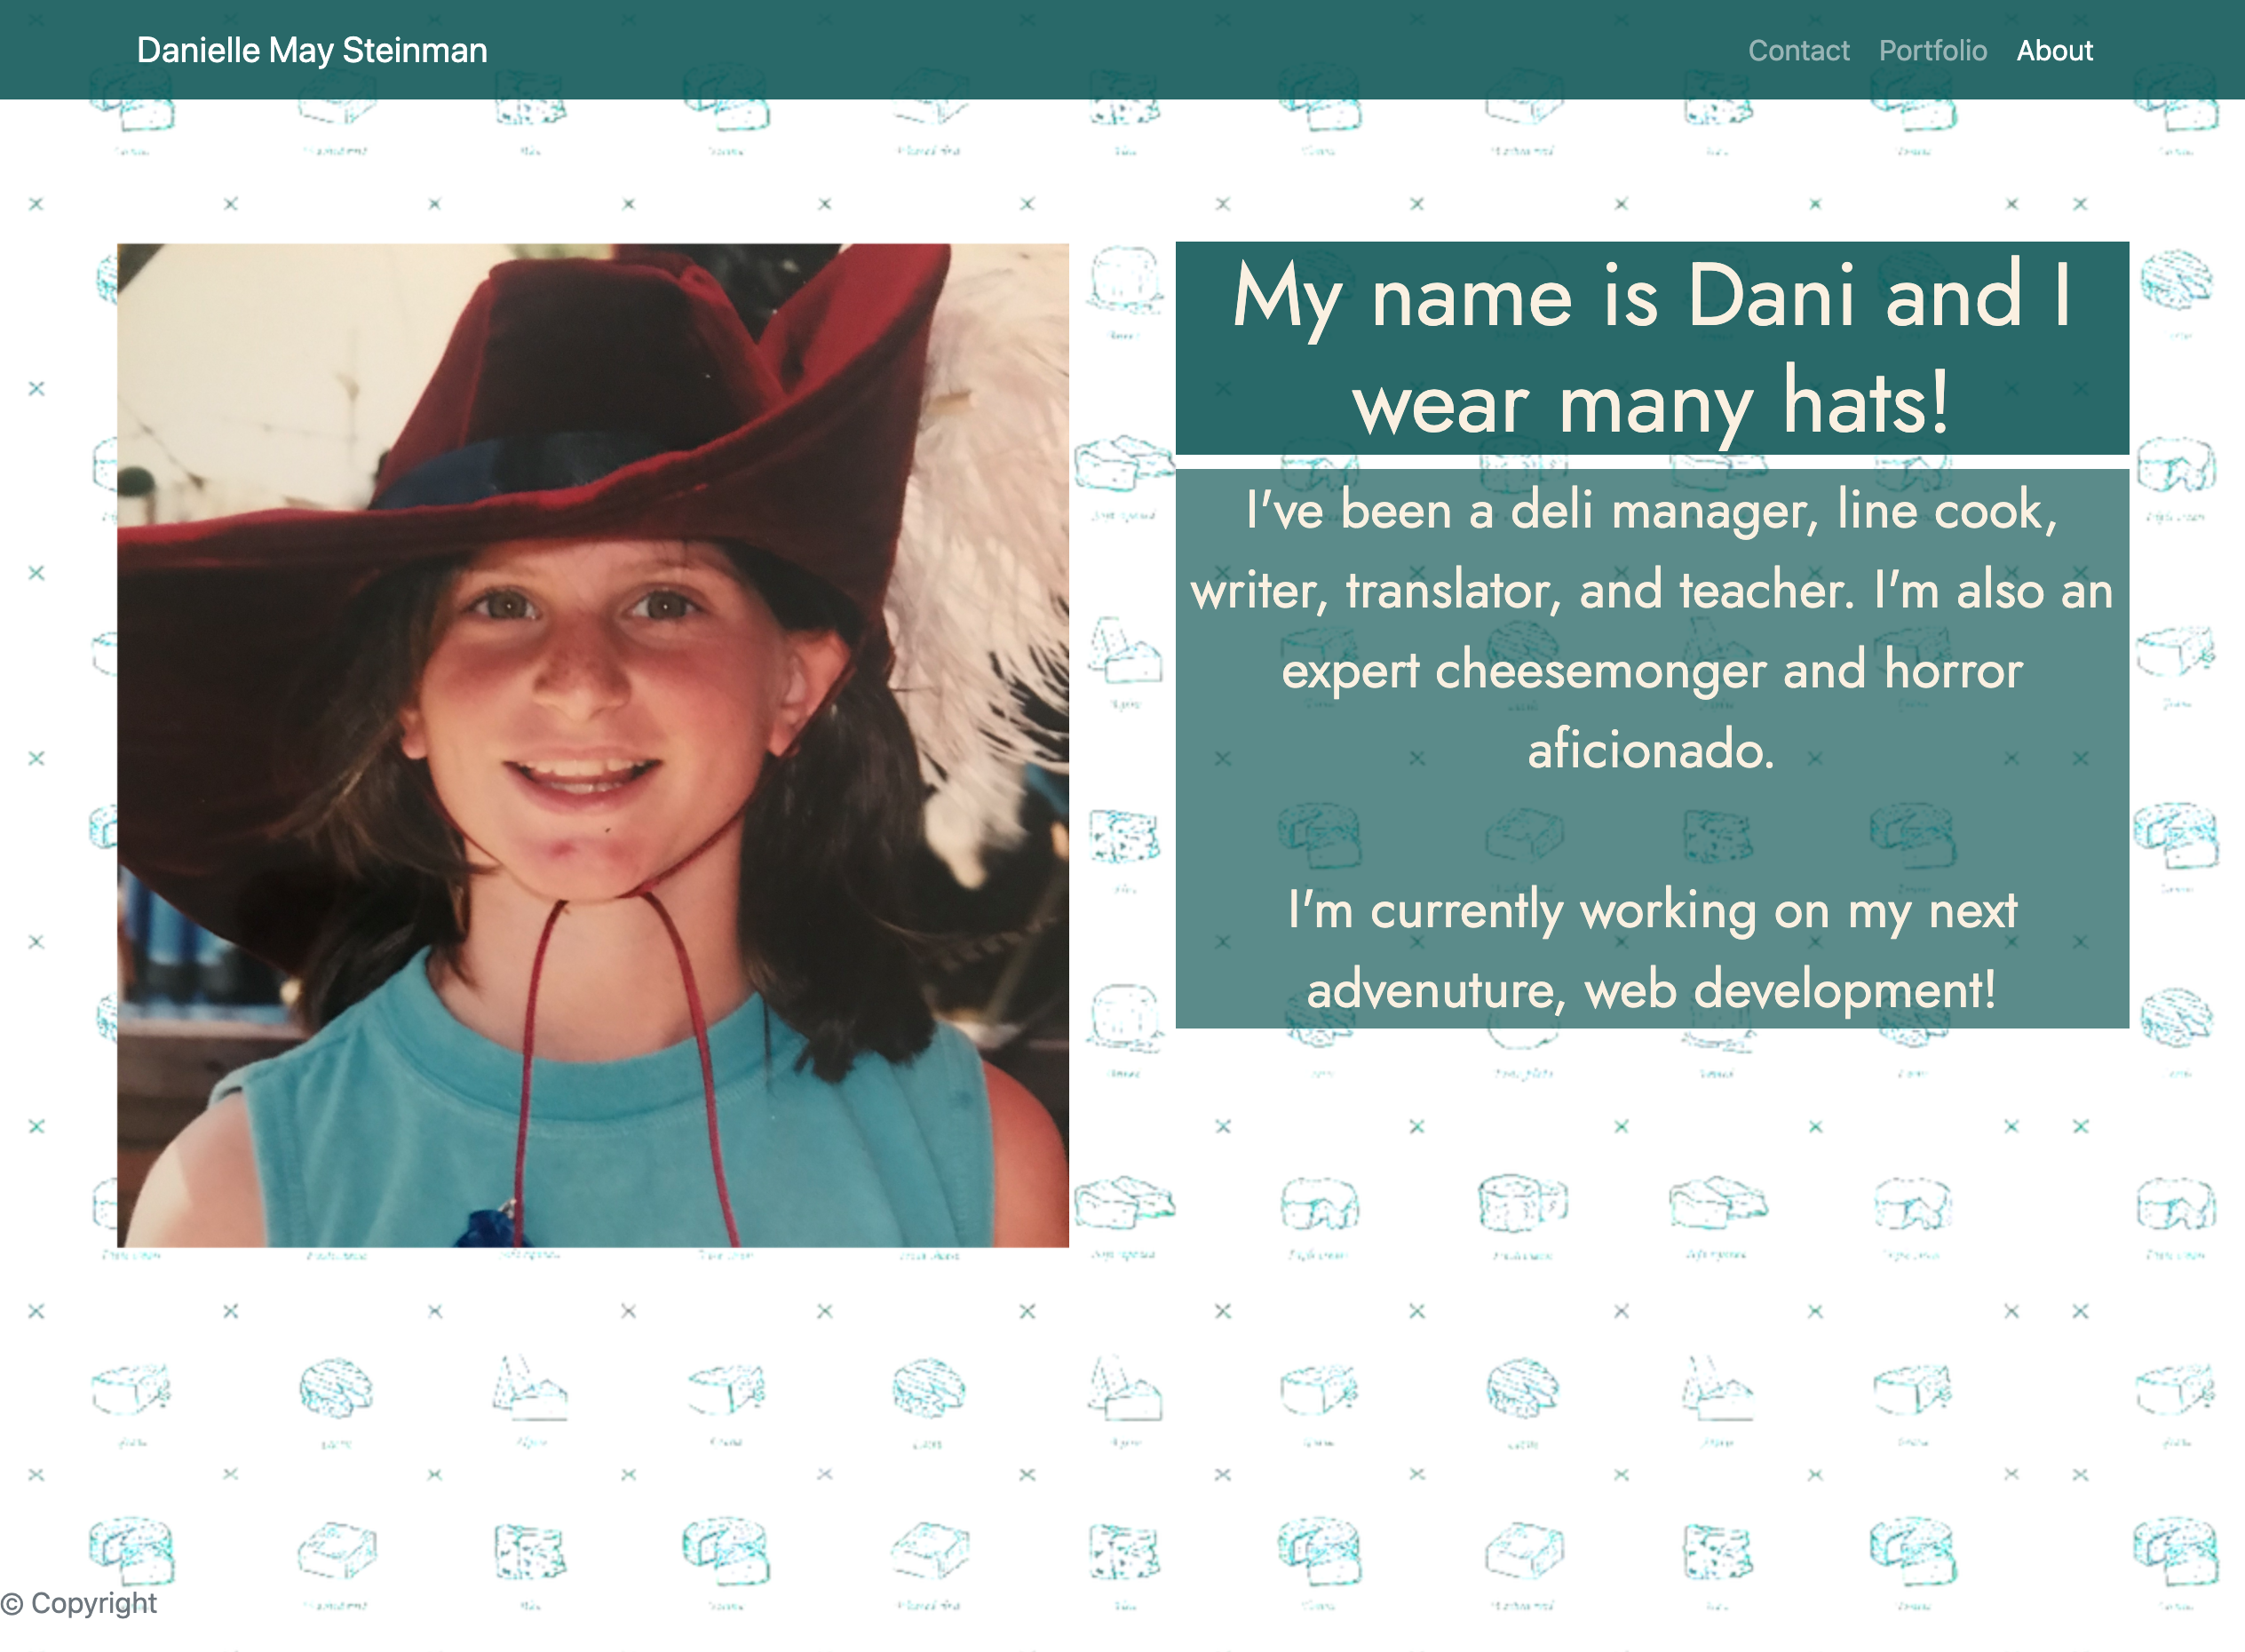 Danielle May Steinman
Contact Portfolio About
My name is Dani and I
wear many hats!
I've been a deli manager, line cook,
writer, translator, and teacher. I'm also an
expert cheesemonger and horror
aficionado.
I'm currently working on my next
advenuture, web development!
© Copyright